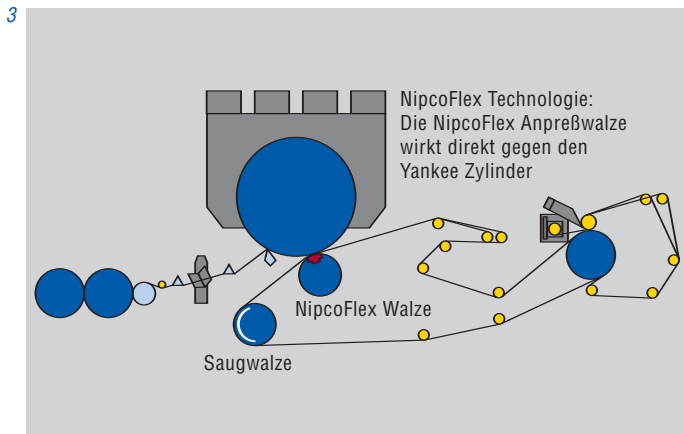 3
NipcoFlex Technologie:
Die NipcoFlex Anpreßwalze
wirkt direkt gegen den
Yankee Zylinder
NipcoFlex Walze
Saugwalze